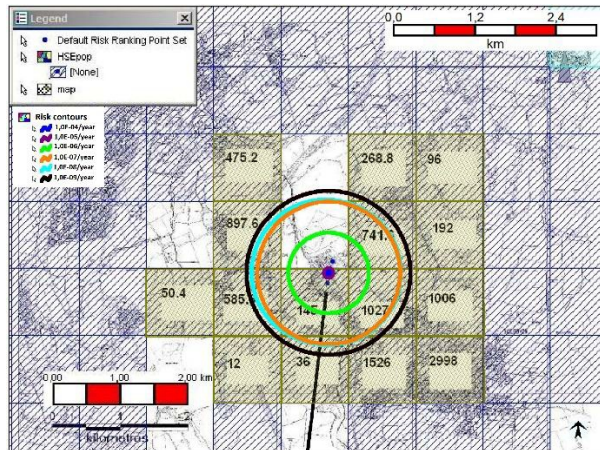 Legend
Default Risk Ranking Point Set
HSEpop
[None]
map
0,0 1,2 2,4
km
Risk contours
1,0E-04/year
1,0E-05/year
1,0E-06/year
1,0E-07/year
1,0E-08/year
1,0E-09/year
475.2 268.8 96
897.6 741. 192
50.4 585. 145 1027 1006
12 36 1526 2998
0,00 1,00 2,00 km
0 1 2
kilometres